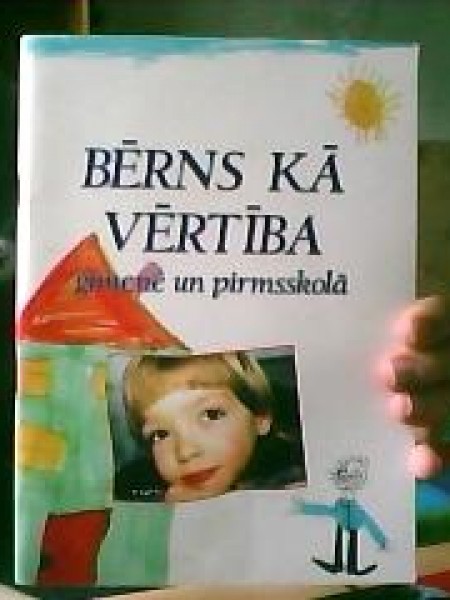 BĒRNS KĀ
VĒRTĪBA
ģimenē un pirmsskolā